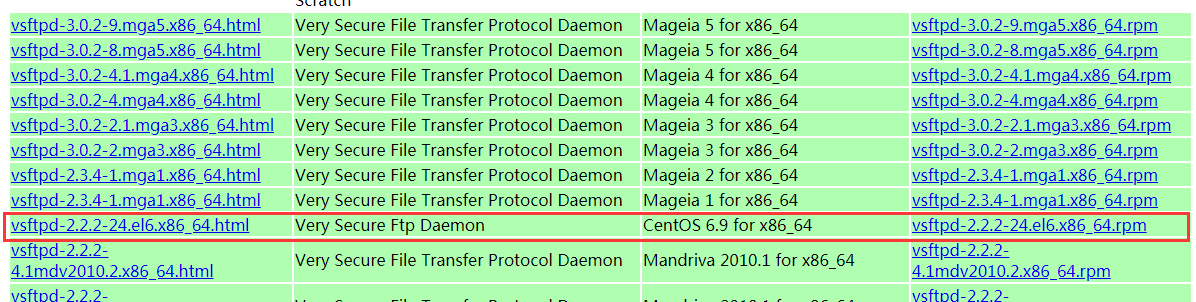 Scratch
vsftpd-3.0.2-9.mga5.x86_64.html Very Secure File Transfer Protocol Daemon Mageia 5 for x86_64 vsftpd-3.0.2-9.mga5.x86_64.rpm
vsftpd-3.0.2-8.mga5.x86_64.html Very Secure File Transfer Protocol Daemon Mageia 5 for x86_64 vsftpd-3.0.2-8.mga5.x86_64.rpm
vsftpd-3.0.2-4.1.mga4.x86_64.html Very Secure File Transfer Protocol Daemon Mageia 4 for x86_64 vsftpd-3.0.2-4.1.mga4.x86_64.rpm
vsftpd-3.0.2-4.mga4.x86_64.html Very Secure File Transfer Protocol Daemon Mageia 4 for x86_64 vsftpd-3.0.2-4.mga4.x86_64.rpm
vsftpd-3.0.2-2.1.mga3.x86_64.html Very Secure File Transfer Protocol Daemon Mageia 3 for x86_64 vsftpd-3.0.2-2.1.mga3.x86_64.rpm
vsftpd-3.0.2-2.mga3.x86_64.html Very Secure File Transfer Protocol Daemon Mageia 3 for x86_64 vsftpd-3.0.2-2.mga3.x86_64.rpm
vsftpd-2.3.4-1.mga1.x86_64.html Very Secure File Transfer Protocol Daemon Mageia 2 for x86_64 vsftpd-2.3.4-1.mga1.x86_64.rpm
vsftpd-2.3.4-1.mga1.x86_64.html Very Secure File Transfer Protocol Daemon Mageia 1 for x86_64 vsftpd-2.3.4-1.mga1.x86_64.rpm
vsftpd-2.2.2-24.el6.x86_64.html Very Secure Ftp Daemon CentOS 6.9 for x86_64 vsftpd-2.2.2-24.el6.x86_64.rpm
vsftpd-2.2.2-
4.1mdv2010.2.x86_64.html Very Secure File Transfer Protocol Daemon Mandriva 2010.1 for x86_64 vsftpd-2.2.2-
4.1mdv2010.2.x86_64.rpm
vsftpd-2.2.2- vsftpd-2.2.2-